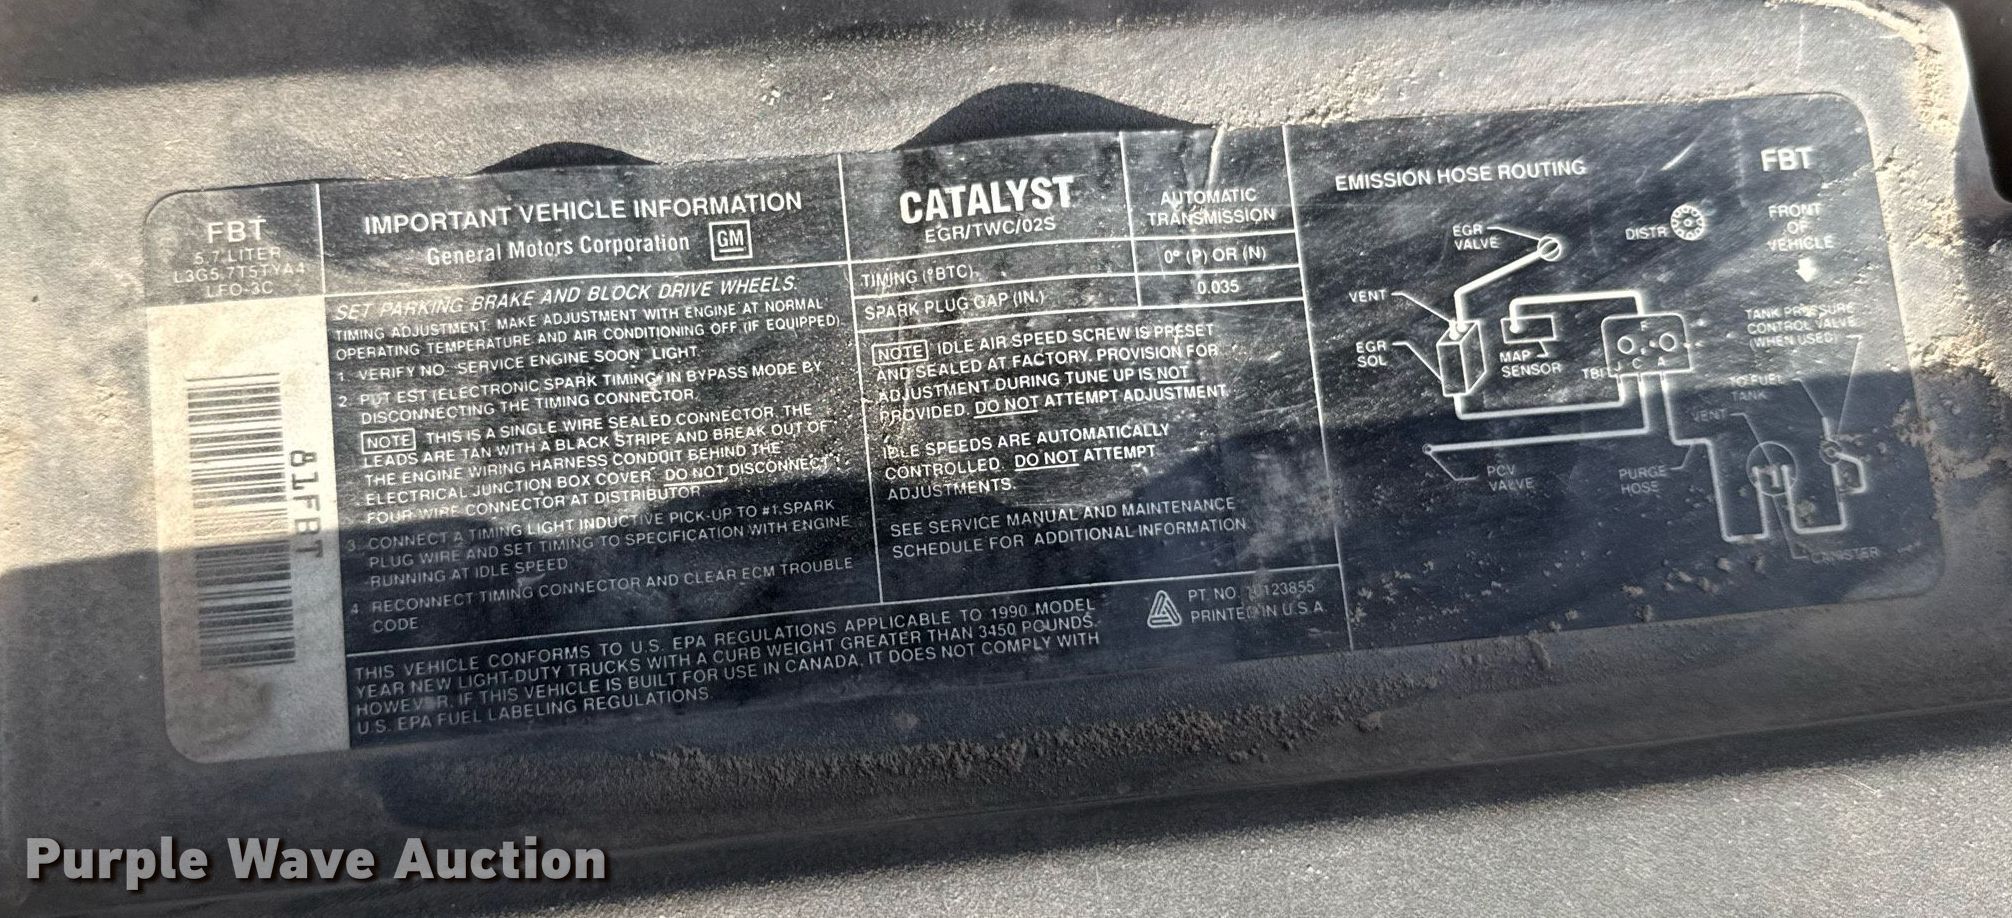 FBT
5.7 LITER
L3G5.7T5TYA4
LFO-3C
81FBT
IMPORTANT VEHICLE INFORMATION
General Motors Corporation GM
SET PARKING BRAKE AND BLOCK DRIVE WHEELS.
TIMING ADJUSTMENT: MAKE ADJUSTMENT WITH ENGINE AT NORMAL
OPERATING TEMPERATURE AND AIR CONDITIONING OFF (IF EQUIPPED).
1. VERIFY NO "SERVICE ENGINE SOON" LIGHT.
2. PUT EST (ELECTRONIC SPARK TIMING) IN BYPASS MODE BY
DISCONNECTING THE TIMING CONNECTOR.
NOTE THIS IS A SINGLE WIRE SEALED CONNECTOR. THE
LEADS ARE TAN WITH A BLACK STRIPE AND BREAK OUT OF
THE ENGINE WIRING HARNESS CONDUIT BEHIND THE
ELECTRICAL JUNCTION BOX COVER. DO NOT DISCONNECT
FOUR WIRE CONNECTOR AT DISTRIBUTOR.
3. CONNECT A TIMING LIGHT INDUCTIVE PICK-UP TO #1 SPARK
PLUG WIRE AND SET TIMING TO SPECIFICATION WITH ENGINE
RUNNING AT IDLE SPEED
4. RECONNECT TIMING CONNECTOR AND CLEAR ECM TROUBLE
CODE
CATALYST
EGR/TWC/02S
AUTOMATIC
TRANSMISSION
TIMING (ºBTC) 0º (P) OR (N)
SPARK PLUG GAP (IN.) 0.035
NOTE IDLE AIR SPEED SCREW IS PRESET
AND SEALED AT FACTORY. PROVISION FOR
ADJUSTMENT DURING TUNE UP IS NOT
PROVIDED. DO NOT ATTEMPT ADJUSTMENT.
IDLE SPEEDS ARE AUTOMATICALLY
CONTROLLED. DO NOT ATTEMPT
ADJUSTMENTS.
SEE SERVICE MANUAL AND MAINTENANCE
SCHEDULE FOR ADDITIONAL INFORMATION
THIS VEHICLE CONFORMS TO U.S. EPA REGULATIONS APPLICABLE TO 1990 MODEL
YEAR NEW LIGHT-DUTY TRUCKS WITH A CURB WEIGHT GREATER THAN 3450 POUNDS.
HOWEVER, IF THIS VEHICLE IS BUILT FOR USE IN CANADA, IT DOES NOT COMPLY WITH
U.S. EPA FUEL LABELING REGULATIONS.
PT. NO. 10123855
PRINTED IN U.S.A.
EMISSION HOSE ROUTING
FBT
FRONT
OF
VEHICLE
EGR
VALVE
DISTR
VENT
EGR
SOL
MAP
SENSOR
TBI
F
J C A
TANK PRESSURE
CONTROL VALVE
(WHEN USED)
TO FUEL
TANK
VENT
PCV
VALVE
PURGE
HOSE
CANISTER
Purple Wave Auction